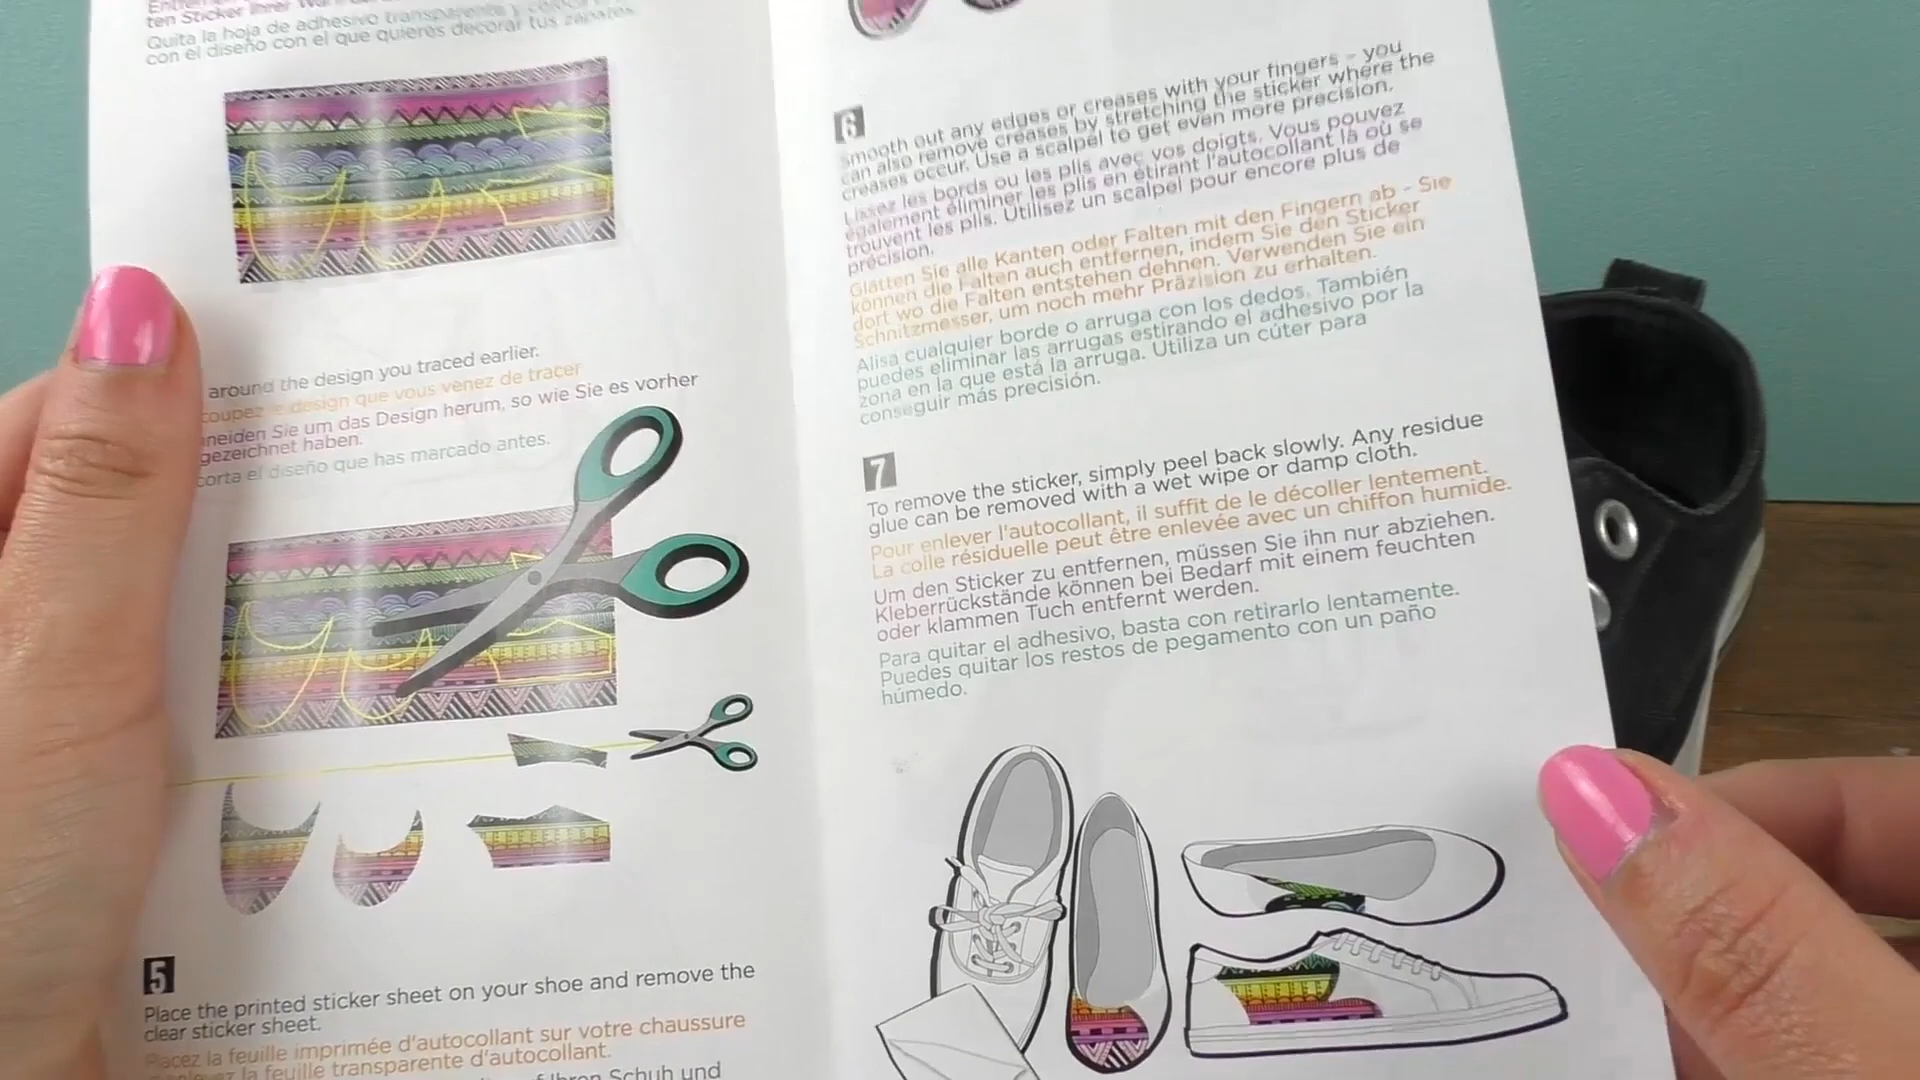 ten Sticker Ihrer
Quita la hoja de adhesivo transparente y
con el diseño con el que quieres decorar tus zapatos
around the design you traced earlier.
coupez le design que vous venez de tracer
neiden Sie um das Design herum, so wie Sie es vorher
gezeichnet haben.
corta el diseño que has marcado antes.
5
Place the printed sticker sheet on your shoe and remove the
clear sticker sheet.
Placez la feuille imprimée d'autocollant sur votre chaussure
la feuille transparente d'autocollant.
Ihren Schuh und
6
Smooth out any edges or creases with your fingers - you
can also remove creases by stretching the sticker where the
creases occur. Use a scalpel to get even more precision.
Lissez les bords ou les plis avec vos doigts. Vous pouvez
également éliminer les plis en étirant l'autocollant là où se
trouvent les plis. Utilisez un scalpel pour encore plus de
précision.
Glätten Sie alle Kanten oder Falten mit den Fingern ab - Sie
können die Falten auch entfernen, indem Sie den Sticker
dort wo die Falten entstehen dehnen. Verwenden Sie ein
Schnitzmesser, um noch mehr Präzision zu erhalten.
Alisa cualquier borde o arruga con los dedos. También
puedes eliminar las arrugas estirando el adhesivo por la
zona en la que está la arruga. Utiliza un cúter para
conseguir más precisión.
7
To remove the sticker, simply peel back slowly. Any residue
glue can be removed with a wet wipe or damp cloth.
Pour enlever l'autocollant, il suffit de le décoller lentement.
La colle résiduelle peut être enlevée avec un chiffon humide.
Um den Sticker zu entfernen, müssen Sie ihn nur abziehen.
Kleberrückstände können bei Bedarf mit einem feuchten
oder klammen Tuch entfernt werden.
Para quitar el adhesivo, basta con retirarlo lentamente.
Puedes quitar los restos de pegamento con un paño
húmedo.